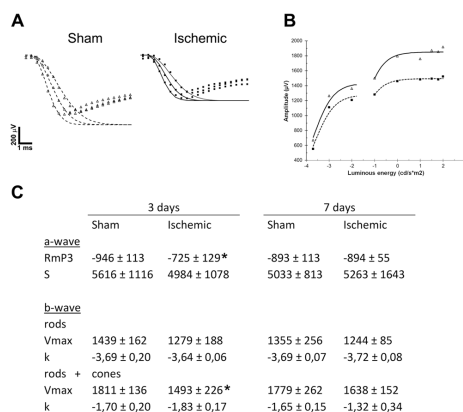 A
Sham
Ischemic
200 µV
1 ms
B
Amplitude (µV)
2000
1800
1600
1400
1200
1000
800
600
400
-4
-3
-2
-1
0
1
2
Luminous energy (cd/s*m2)
C
3 days
7 days
Sham
Ischemic
Sham
Ischemic
a-wave
RmP3 -946 ± 113 -725 ± 129* -893 ± 113 -894 ± 55
S 5616 ± 1116 4984 ± 1078 5033 ± 813 5263 ± 1643
b-wave
rods
Vmax 1439 ± 162 1279 ± 188 1355 ± 256 1244 ± 85
k -3,69 ± 0,20 -3,64 ± 0,06 -3,69 ± 0,07 -3,72 ± 0,08
rods + cones
Vmax 1811 ± 136 1493 ± 226* 1779 ± 262 1638 ± 152
k -1,70 ± 0,20 -1,83 ± 0,17 -1,65 ± 0,15 -1,32 ± 0,34